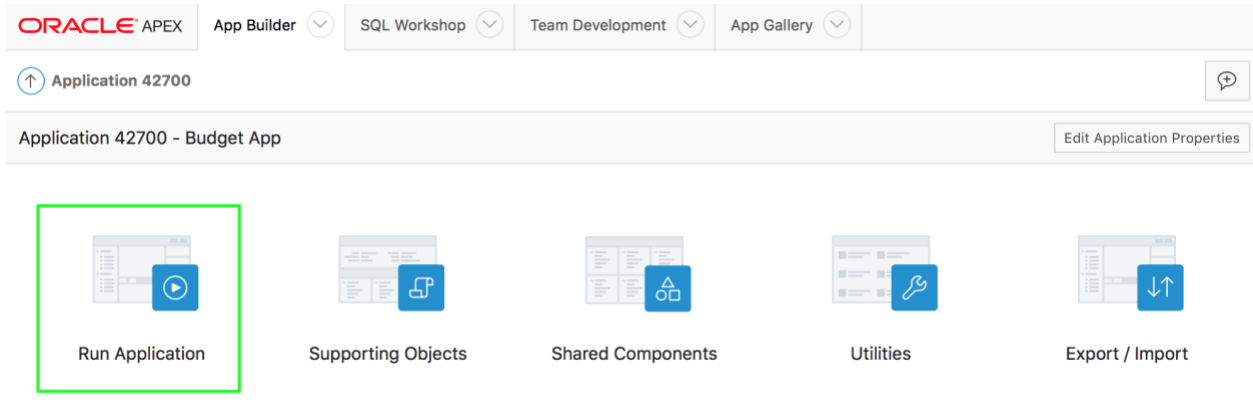 ORACLE APEX App Builder SQL Workshop Team Development App Gallery
Application 42700
Application 42700 - Budget App Edit Application Properties
Run Application Supporting Objects Shared Components Utilities Export / Import